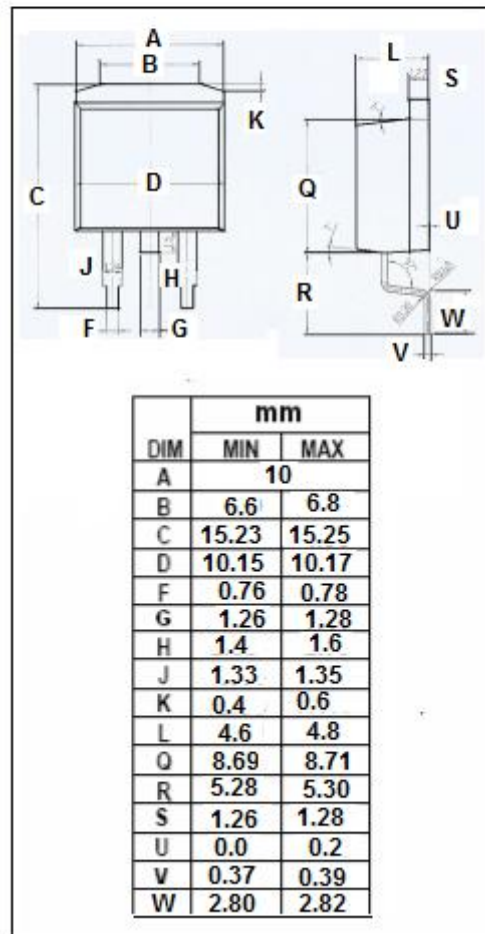 A
B
K
C
D
J
H
F
G
L
S
Q
U
R
W
V
mm
DIM MIN MAX
A 10
B 6.6 6.8
C 15.23 15.25
D 10.15 10.17
F 0.76 0.78
G 1.26 1.28
H 1.4 1.6
J 1.33 1.35
K 0.4 0.6
L 4.6 4.8
Q 8.69 8.71
R 5.28 5.30
S 1.26 1.28
U 0.0 0.2
V 0.37 0.39
W 2.80 2.82